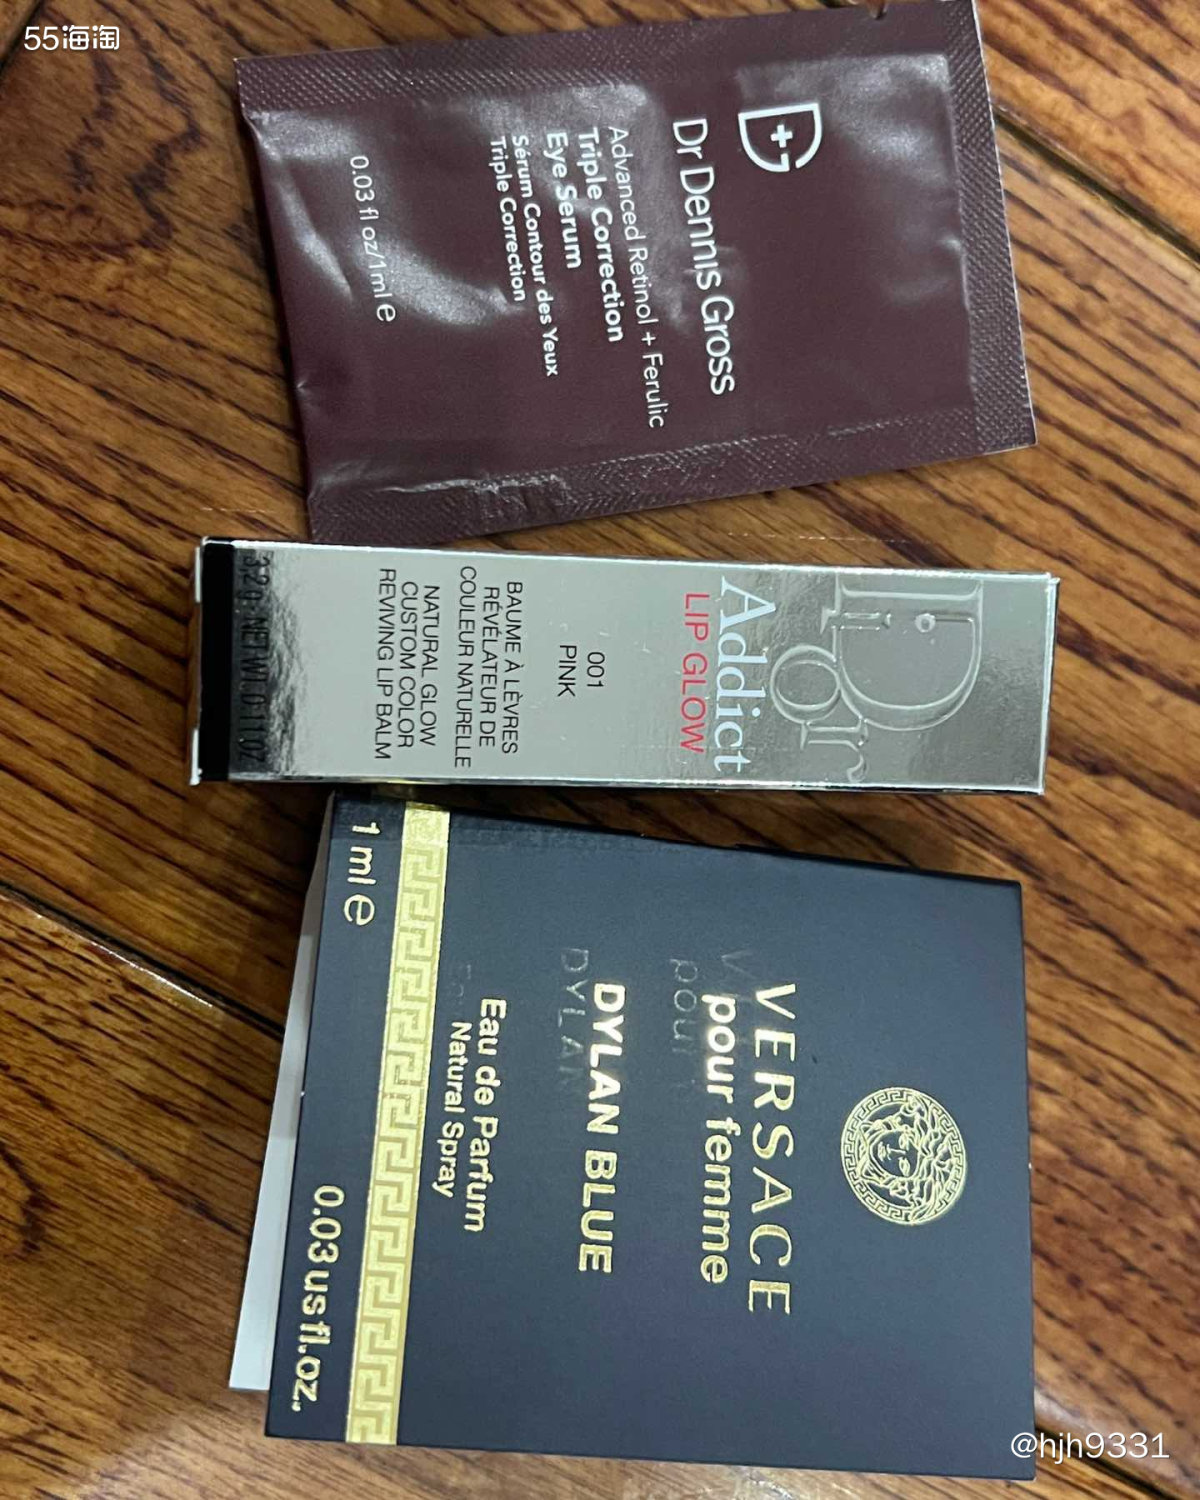 55海淘
D+
Dr Dennis Gross
Advanced Retinol + Ferulic
Triple Correction
Eye Serum
Sérum Contour des Yeux
Triple Correction
0.03 fl oz/1 ml e
Dior
Addict
LIP GLOW
001
PINK
BAUME À LÈVRES
RÉVÉLATEUR DE
COULEUR NATURELLE
NATURAL GLOW
CUSTOM COLOR
REVIVING LIP BALM
3,2 g. NET WT. 0.11 OZ
VERSACE
pour femme
DYLAN BLUE
Eau de Parfum
Natural Spray
1 ml e
0.03 us fl.oz.
@hjh9331